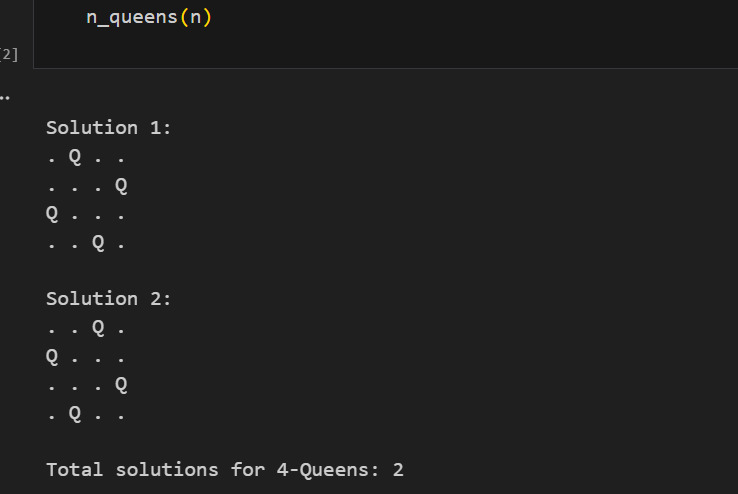 n_queens(n)
2]
..
Solution 1:
. Q . .
. . . Q
Q . . .
. . Q .
Solution 2:
. . Q .
Q . . .
. . . Q
. Q . .
Total solutions for 4-Queens: 2